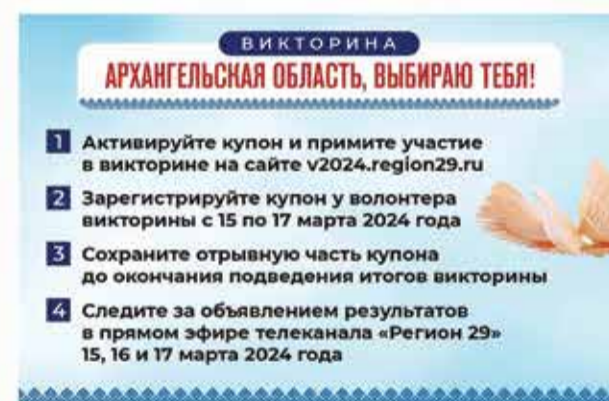 ВИКТОРИНА
АРХАНГЕЛЬСКАЯ ОБЛАСТЬ, ВЫБИРАЮ ТЕБЯ!
1 Активируйте купон и примите участие
в викторине на сайте v2024.region29.ru
2 Зарегистрируйте купон у волонтера
викторины с 15 по 17 марта 2024 года
3 Сохраните отрывную часть купона
до окончания подведения итогов викторины
4 Следите за объявлением результатов
в прямом эфире телеканала «Регион 29»
15, 16 и 17 марта 2024 года